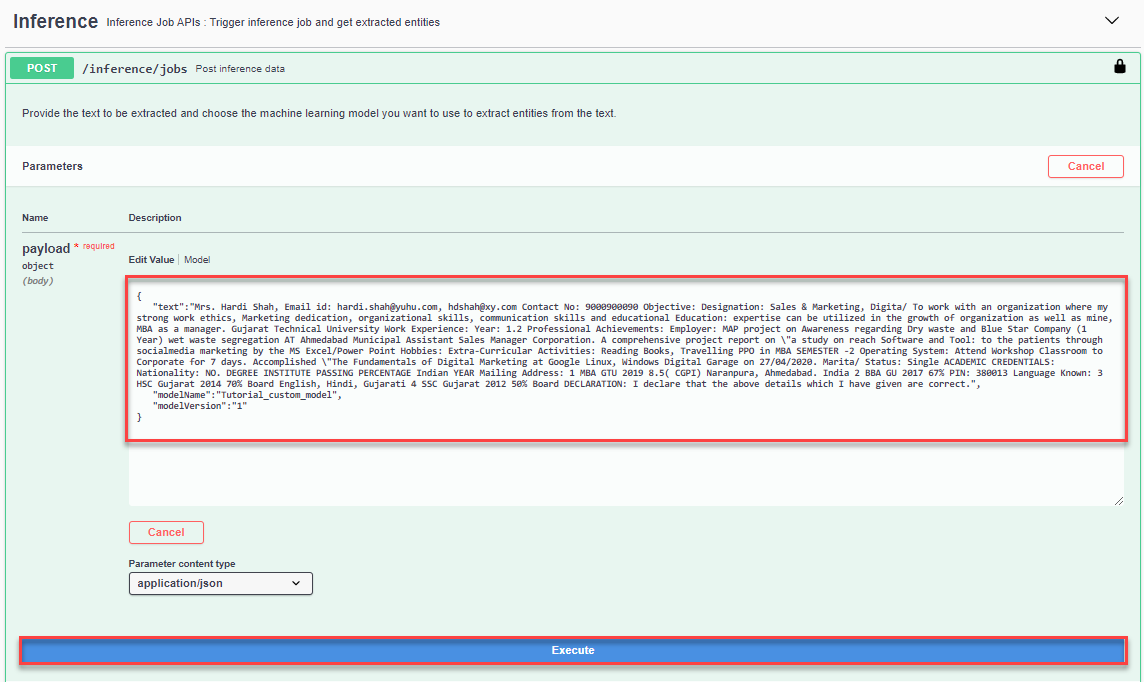 Inference Inference Job APIs : Trigger inference job and get extracted entities
POST /inference/jobs Post inference data
Provide the text to be extracted and choose the machine learning model you want to use to extract entities from the text.
Parameters
Cancel
Name Description
payload * required
object
(body)
Edit Value Model
{
"text":"Mrs. Hardi Shah, Email id: hardi.shah@yuhu.com, hdshah@xy.com Contact No: 9000900090 Objective: Designation: Sales & Marketing, Digita/ To work with an organization where my
strong work ethics, Marketing dedication, organizational skills, communication skills and educational Education: expertise can be utilized in the growth of organization as well as mine,
MBA as a manager. Gujarat Technical University Work Experience: Year: 1.2 Professional Achievements: Employer: MAP project on Awareness regarding Dry waste and Blue Star Company (1
Year) wet waste segregation AT Ahmedabad Municipal Assistant Sales Manager Corporation. A comprehensive project report on \"a study on reach Software and Tool: to the patients through
socialmedia marketing by the MS Excel/Power Point Hobbies: Extra-Curricular Activities: Reading Books, Travelling PPO in MBA SEMESTER -2 Operating System: Attend Workshop Classroom to
Corporate for 7 days. Accomplished \"The Fundamentals of Digital Marketing at Google Linux, Windows Digital Garage on 27/04/2020. Marita/ Status: Single ACADEMIC CREDENTIALS:
Nationality: NO. DEGREE INSTITUTE PASSING PERCENTAGE Indian YEAR Mailing Address: 1 MBA GTU 2019 8.5( CGPI) Naranpura, Ahmedabad. India 2 BBA GU 2017 67% PIN: 380013 Language Known: 3
HSC Gujarat 2014 70% Board English, Hindi, Gujarati 4 SSC Gujarat 2012 50% Board DECLARATION: I declare that the above details which I have given are correct.",
"modelName":"Tutorial_custom_model",
"modelVersion":"1"
}
Cancel
Parameter content type
application/json
Execute